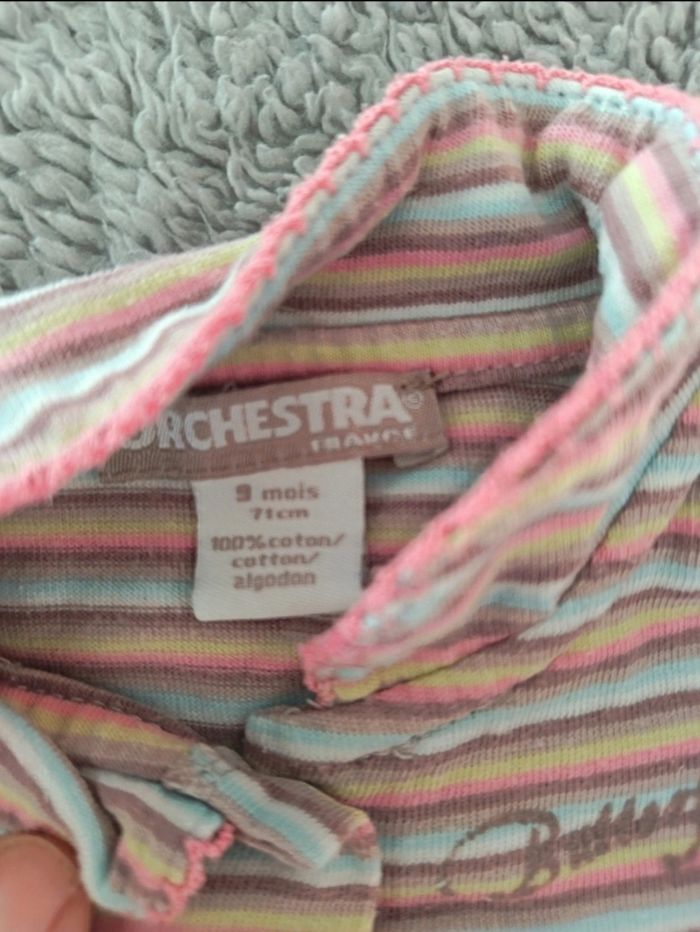 ORCHESTRA
FRANCE
9 mois
71cm
100%coton/
cotton/
algodon